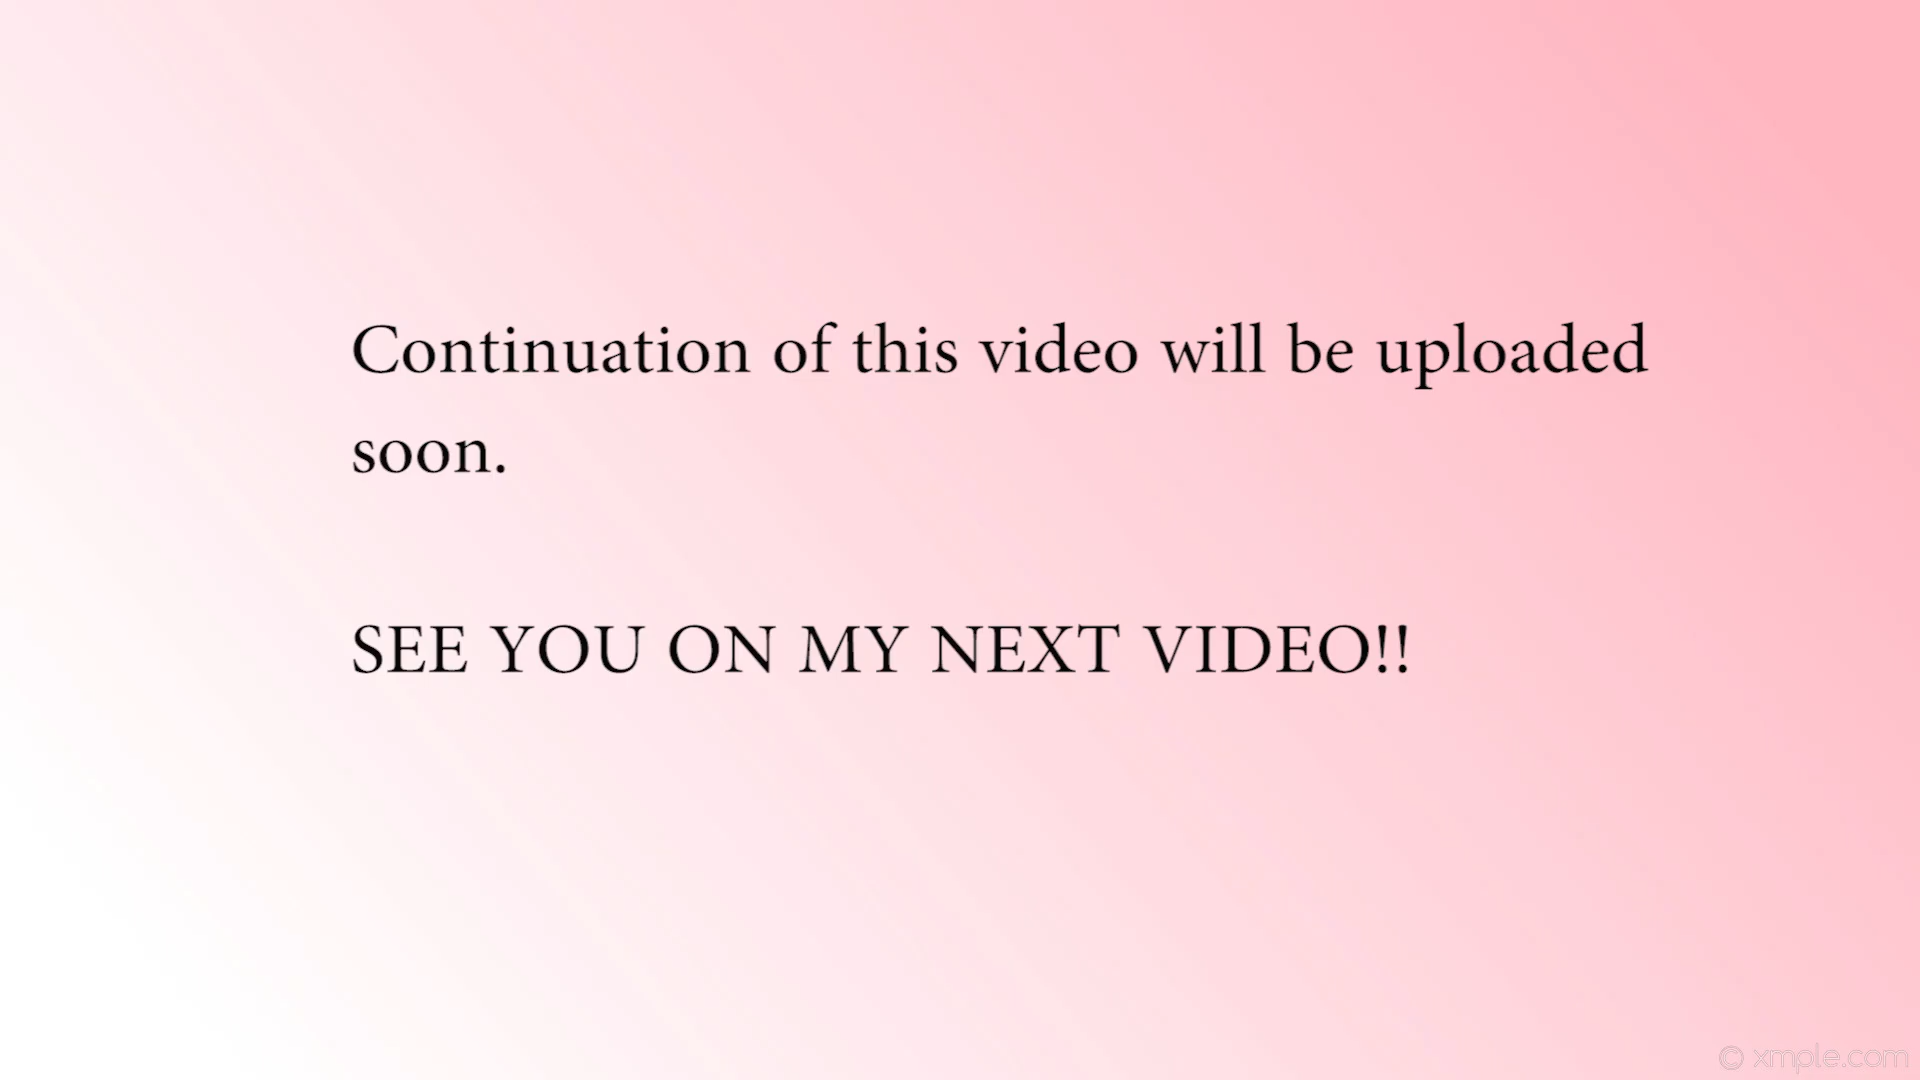 Continuation of this video will be uploaded
soon.
SEE YOU ON MY NEXT VIDEO!!
© xmple.com